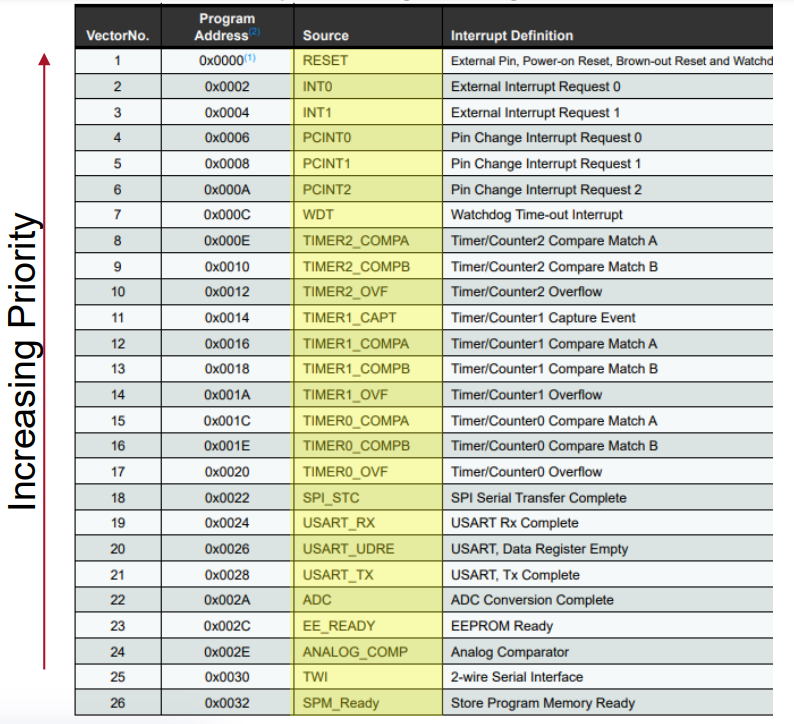 Increasing Priority
VectorNo. Program Address(2) Source Interrupt Definition
1 0x0000(1) RESET External Pin, Power-on Reset, Brown-out Reset and Watchd
2 0x0002 INT0 External Interrupt Request 0
3 0x0004 INT1 External Interrupt Request 1
4 0x0006 PCINT0 Pin Change Interrupt Request 0
5 0x0008 PCINT1 Pin Change Interrupt Request 1
6 0x000A PCINT2 Pin Change Interrupt Request 2
7 0x000C WDT Watchdog Time-out Interrupt
8 0x000E TIMER2_COMPA Timer/Counter2 Compare Match A
9 0x0010 TIMER2_COMPB Timer/Counter2 Compare Match B
10 0x0012 TIMER2_OVF Timer/Counter2 Overflow
11 0x0014 TIMER1_CAPT Timer/Counter1 Capture Event
12 0x0016 TIMER1_COMPA Timer/Counter1 Compare Match A
13 0x0018 TIMER1_COMPB Timer/Counter1 Compare Match B
14 0x001A TIMER1_OVF Timer/Counter1 Overflow
15 0x001C TIMER0_COMPA Timer/Counter0 Compare Match A
16 0x001E TIMER0_COMPB Timer/Counter0 Compare Match B
17 0x0020 TIMER0_OVF Timer/Counter0 Overflow
18 0x0022 SPI_STC SPI Serial Transfer Complete
19 0x0024 USART_RX USART Rx Complete
20 0x0026 USART_UDRE USART, Data Register Empty
21 0x0028 USART_TX USART, Tx Complete
22 0x002A ADC ADC Conversion Complete
23 0x002C EE_READY EEPROM Ready
24 0x002E ANALOG_COMP Analog Comparator
25 0x0030 TWI 2-wire Serial Interface
26 0x0032 SPM_Ready Store Program Memory Ready